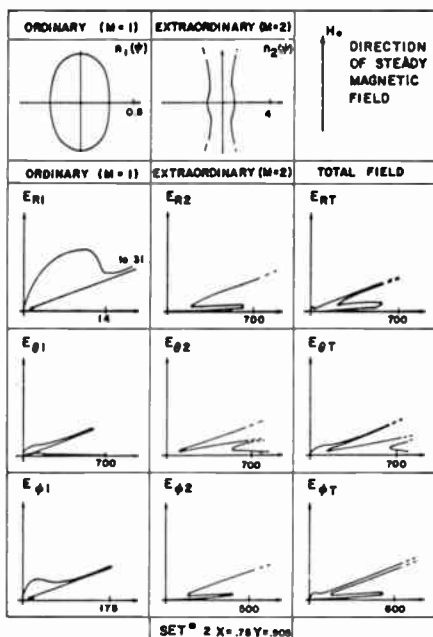 ORDINARY (M=1) EXTRAORDINARY (M=2) H₀
n₁(ψ) n₂(ψ)
DIRECTION
OF STEADY
MAGNETIC
FIELD
0.8 4
ORDINARY (M=1) EXTRAORDINARY (M=2) TOTAL FIELD
E_R1 E_R2 E_RT
to 31
14 700 700
E_θ1 E_θ2 E_θT
700 700 700
E_φ1 E_φ2 E_φT
175 500 600
SET 2 X=.75 Y=.905